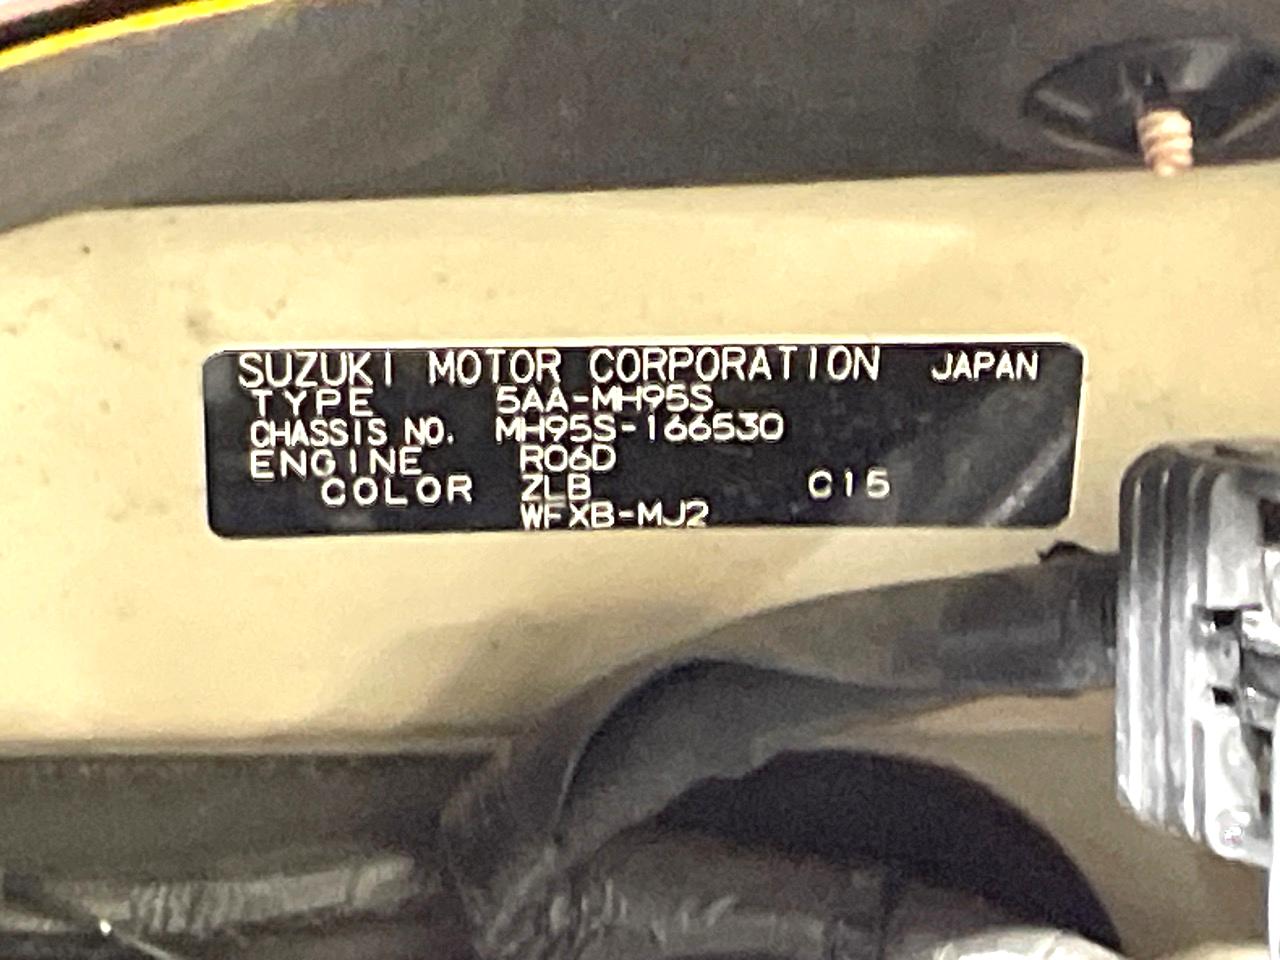 SUZUKI MOTOR CORPORATION JAPAN
TYPE 5AA-MH95S
CHASSIS NO. MH95S-166530
ENGINE R06D
COLOR ZLB C15
WFXB-MJ2